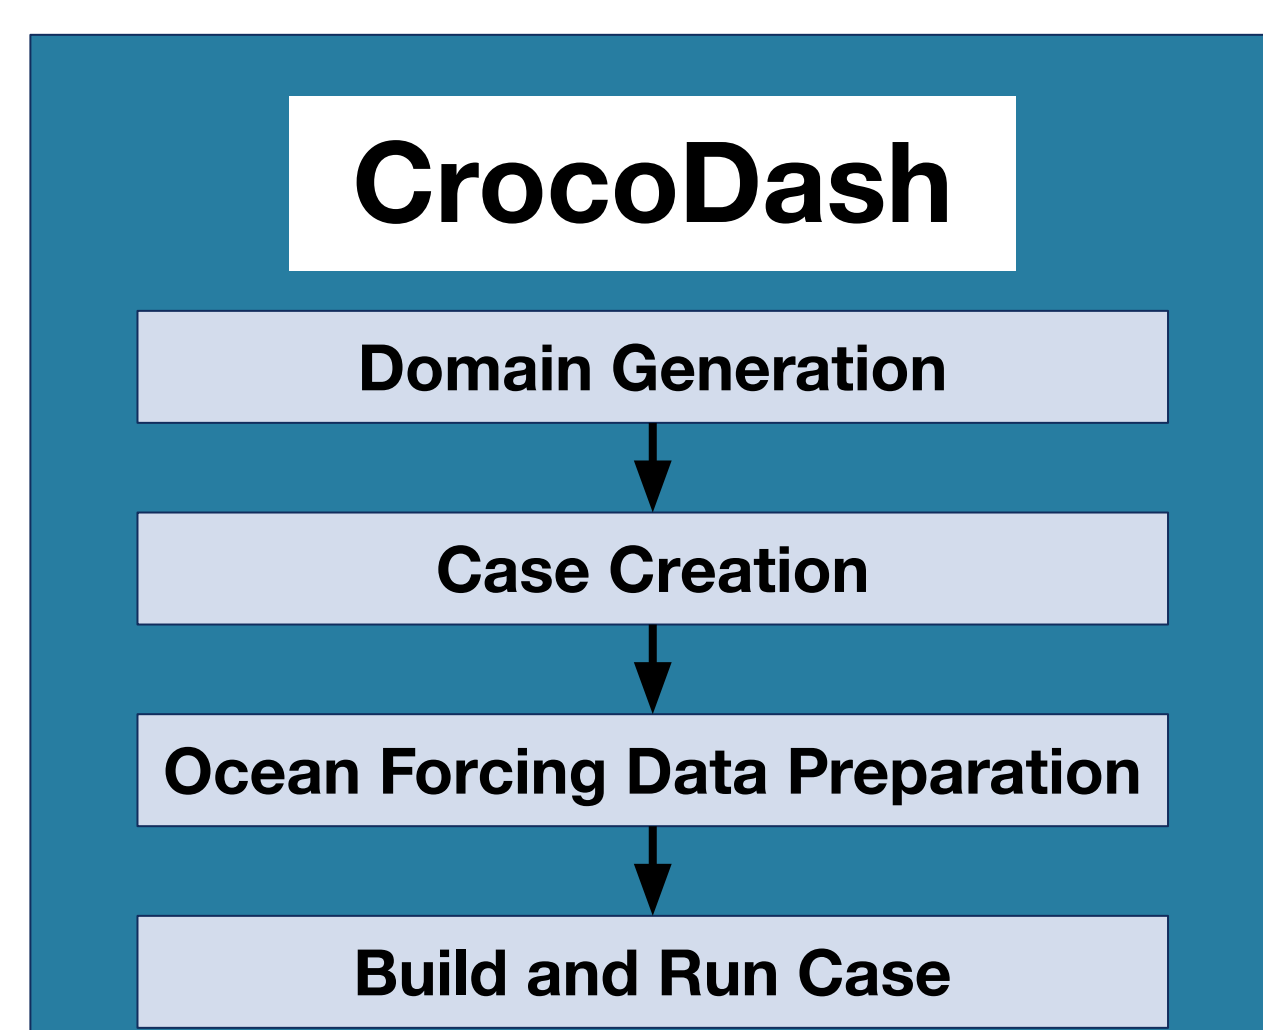 CrocoDash
Domain Generation
Case Creation
Ocean Forcing Data Preparation
Build and Run Case